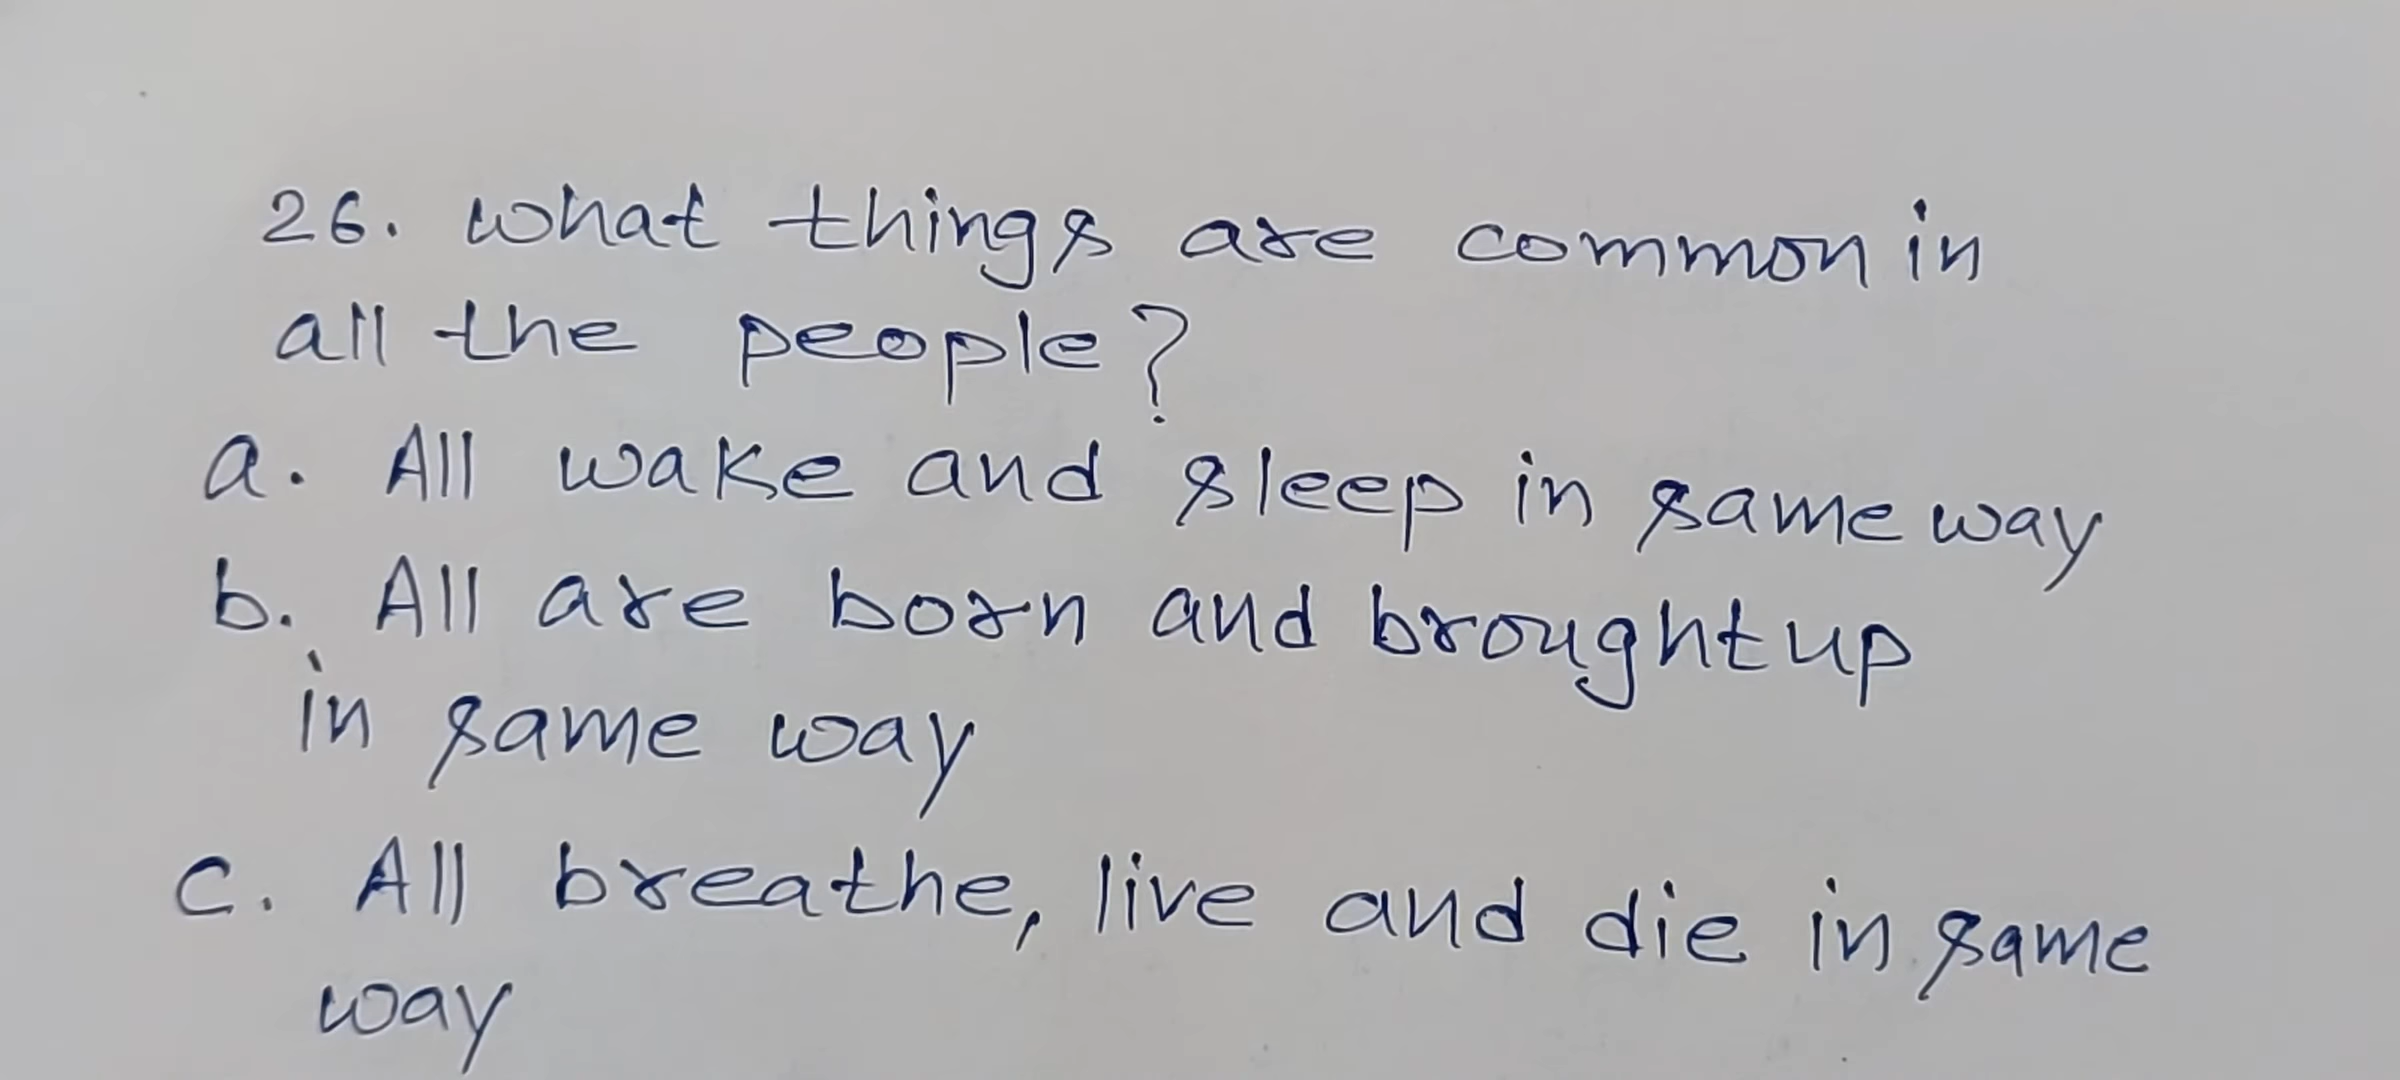 26. what things are common in
all the people?
a. All wake and sleep in same way
b. All are born and brought up
in same way
c. All breathe, live and die in same
way